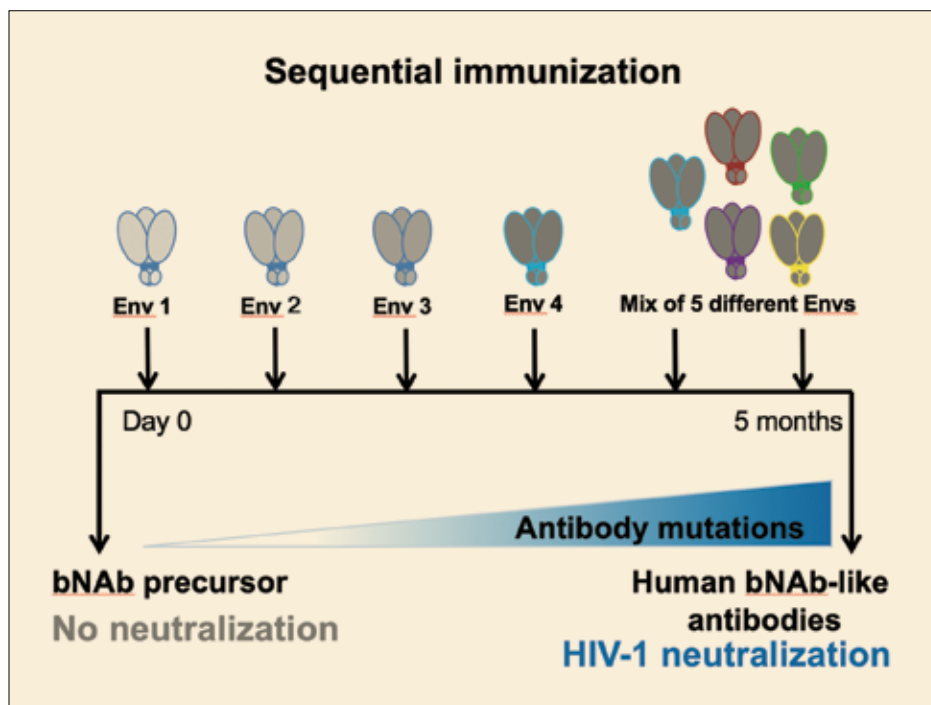 Sequential immunization
Env 1
Env 2
Env 3
Env 4
Mix of 5 different Envs
Day 0
5 months
Antibody mutations
bNAb precursor
No neutralization
Human bNAb-like
antibodies
HIV-1 neutralization